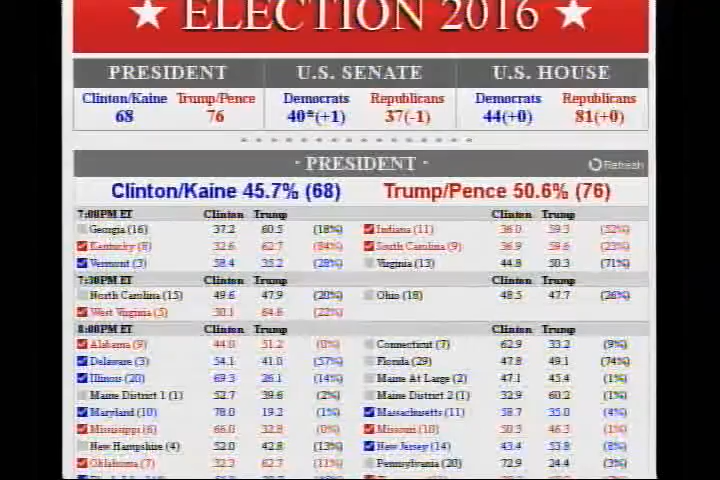 ★ ELECTION 2016 ★
PRESIDENT U.S. SENATE U.S. HOUSE
Clinton/Kaine Trump/Pence Democrats Republicans Democrats Republicans
68 76 40*(+1) 37(-1) 44(+0) 81(+0)
· PRESIDENT · Refresh
Clinton/Kaine 45.7% (68) Trump/Pence 50.6% (76)
7:00PM ET Clinton Trump Clinton Trump
Georgia (16) 37.2 60.5 (18%) Indiana (11) 36.0 59.3 (52%)
Kentucky (8) 32.6 62.7 (84%) South Carolina (9) 36.9 59.6 (23%)
Vermont (3) 58.4 35.2 (28%) Virginia (13) 44.8 50.3 (71%)
7:30PM ET Clinton Trump Clinton Trump
North Carolina (15) 49.6 47.9 (20%) Ohio (18) 48.5 47.7 (26%)
West Virginia (5) 30.1 64.6 (22%)
8:00PM ET Clinton Trump Clinton Trump
Alabama (9) 44.0 51.2 (0%) Connecticut (7) 62.9 33.2 (9%)
Delaware (3) 54.1 41.0 (57%) Florida (29) 47.8 49.1 (74%)
Illinois (20) 69.3 26.1 (14%) Maine At Large (2) 47.1 45.4 (1%)
Maine District 1 (1) 52.7 39.6 (2%) Maine District 2 (1) 32.9 60.2 (1%)
Maryland (10) 78.0 19.2 (1%) Massachusetts (11) 58.7 35.0 (4%)
Mississippi (6) 66.0 32.8 (0%) Missouri (10) 50.3 46.3 (1%)
New Hampshire (4) 52.0 42.8 (13%) New Jersey (14) 43.4 53.8 (8%)
Oklahoma (7) 32.3 62.7 (11%) Pennsylvania (20) 72.9 24.4 (3%)